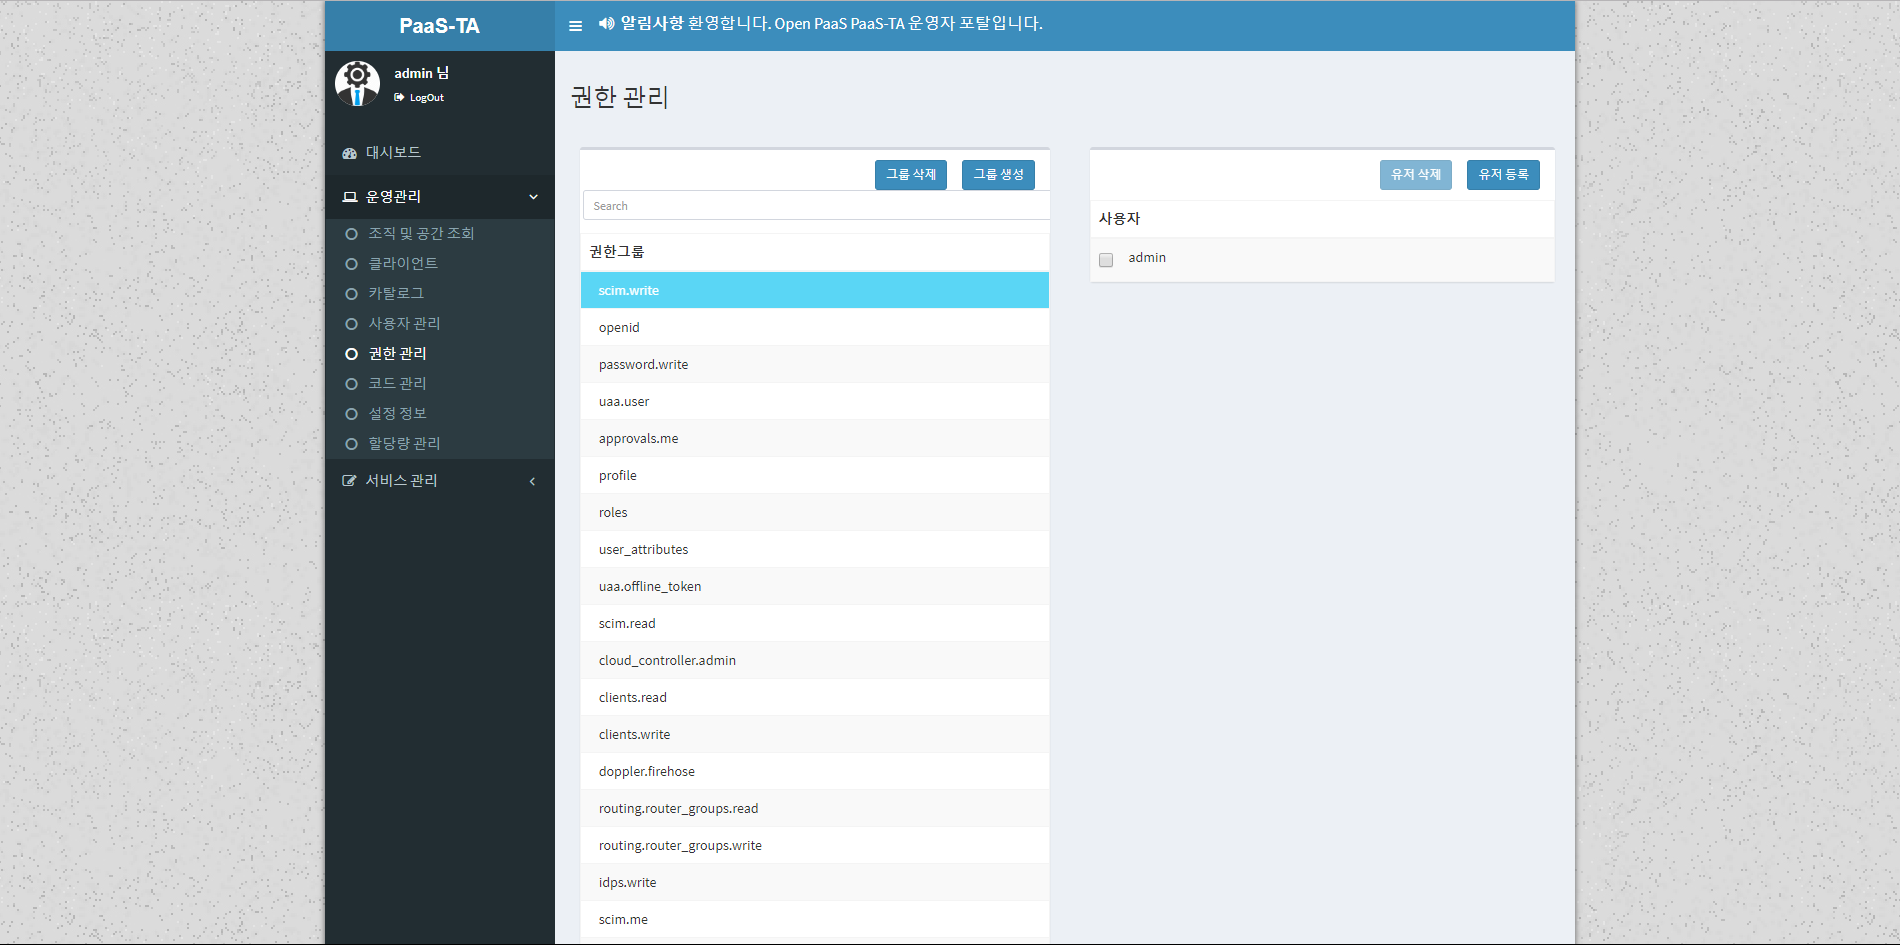 PaaS-TA
알림사항 환영합니다. Open PaaS PaaS-TA 운영자 포탈입니다.
admin 님
LogOut
대시보드
운영관리
조직 및 공간 조회
클라이언트
카탈로그
사용자 관리
권한 관리
코드 관리
설정 정보
할당량 관리
서비스 관리
권한 관리
그룹 삭제
그룹 생성
Search
권한그룹
scim.write
openid
password.write
uaa.user
approvals.me
profile
roles
user_attributes
uaa.offline_token
scim.read
cloud_controller.admin
clients.read
clients.write
doppler.firehose
routing.router_groups.read
routing.router_groups.write
idps.write
scim.me
유저 삭제
유저 등록
사용자
admin